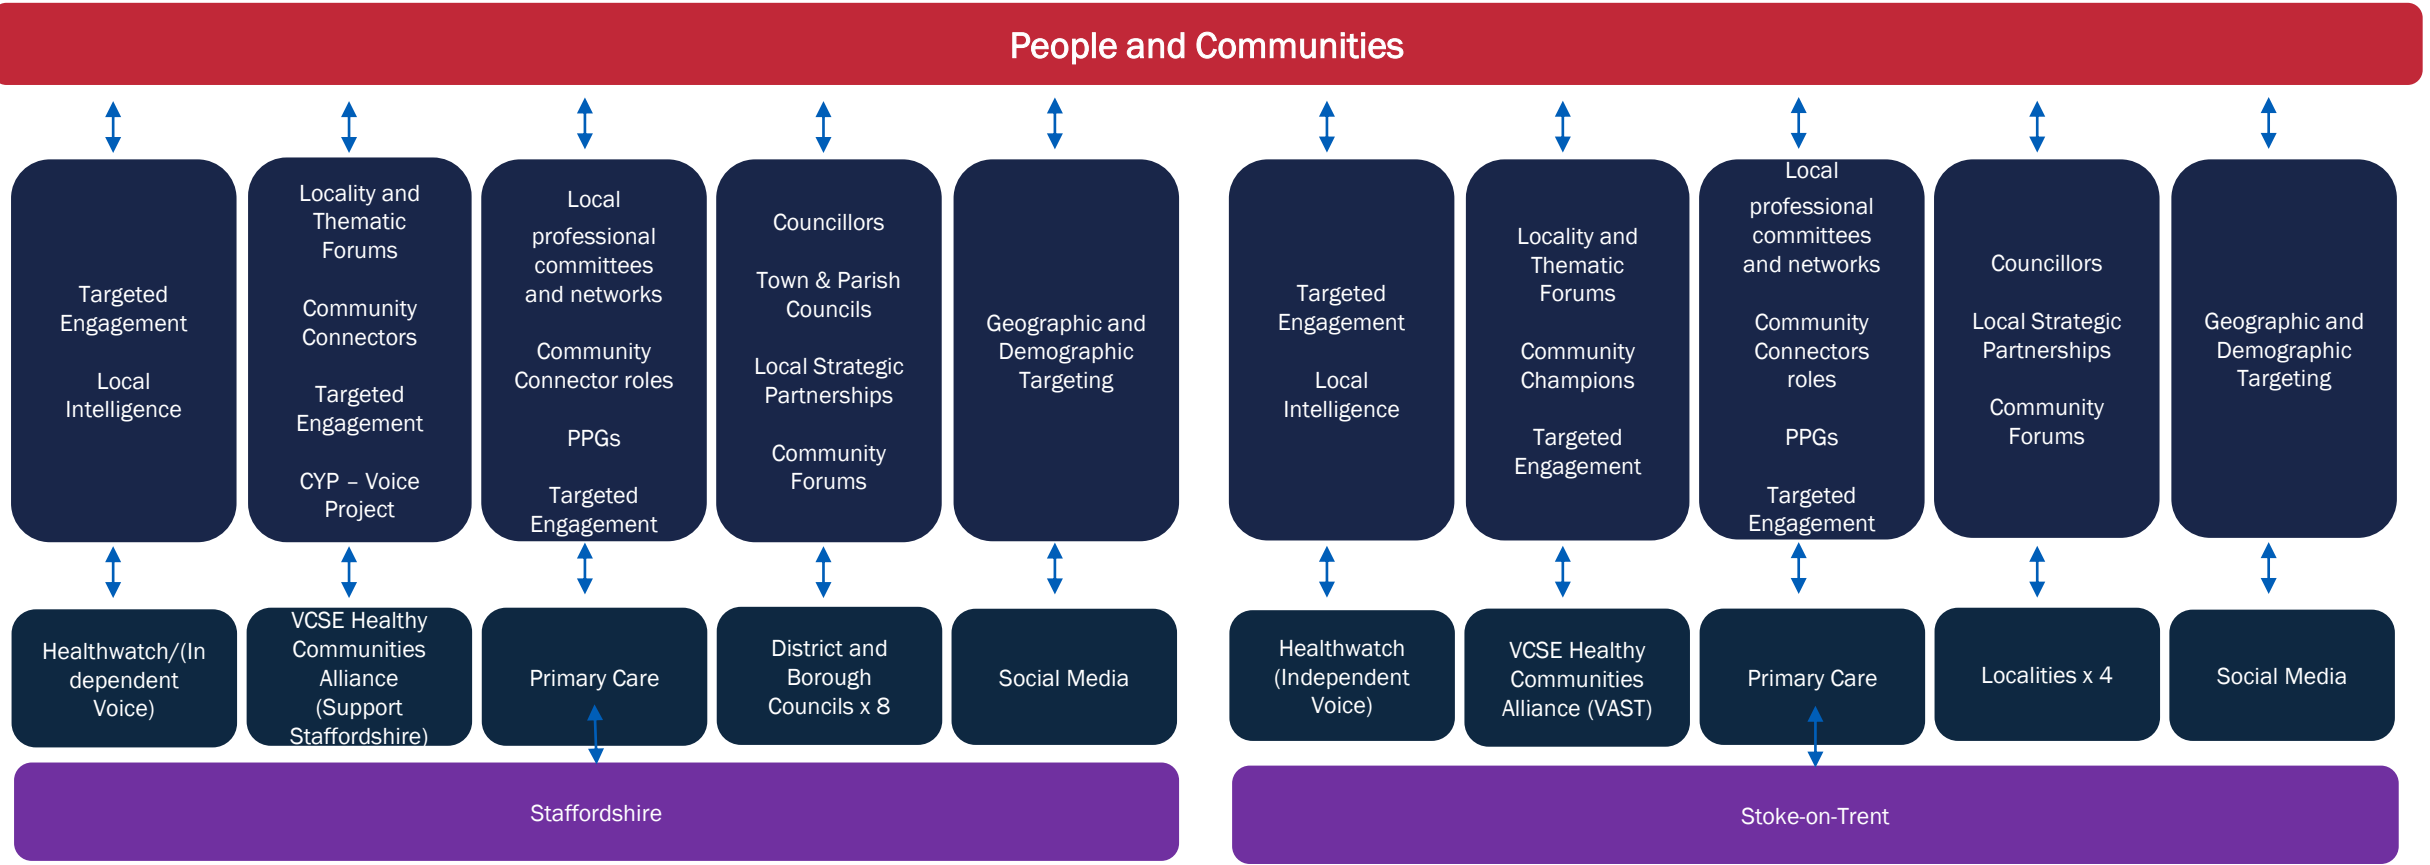 People and Communities
Targeted
Engagement
Local
Intelligence
Locality and
Thematic
Forums
Community
Connectors
Targeted
Engagement
CYP – Voice
Project
Local
professional
committees
and networks
Community
Connector roles
PPGs
Targeted
Engagement
Councillors
Town & Parish
Councils
Local Strategic
Partnerships
Community
Forums
Geographic and
Demographic
Targeting
Targeted
Engagement
Local
Intelligence
Locality and
Thematic
Forums
Community
Champions
Targeted
Engagement
Local
professional
committees
and networks
Community
Connectors
roles
PPGs
Targeted
Engagement
Councillors
Local Strategic
Partnerships
Community
Forums
Geographic and
Demographic
Targeting
Healthwatch/(In
dependent
Voice)
VCSE Healthy
Communities
Alliance
(Support
Staffordshire)
Primary Care
District and
Borough
Councils x 8
Social Media
Healthwatch
(Independent
Voice)
VCSE Healthy
Communities
Alliance (VAST)
Primary Care
Localities x 4
Social Media
Staffordshire
Stoke-on-Trent